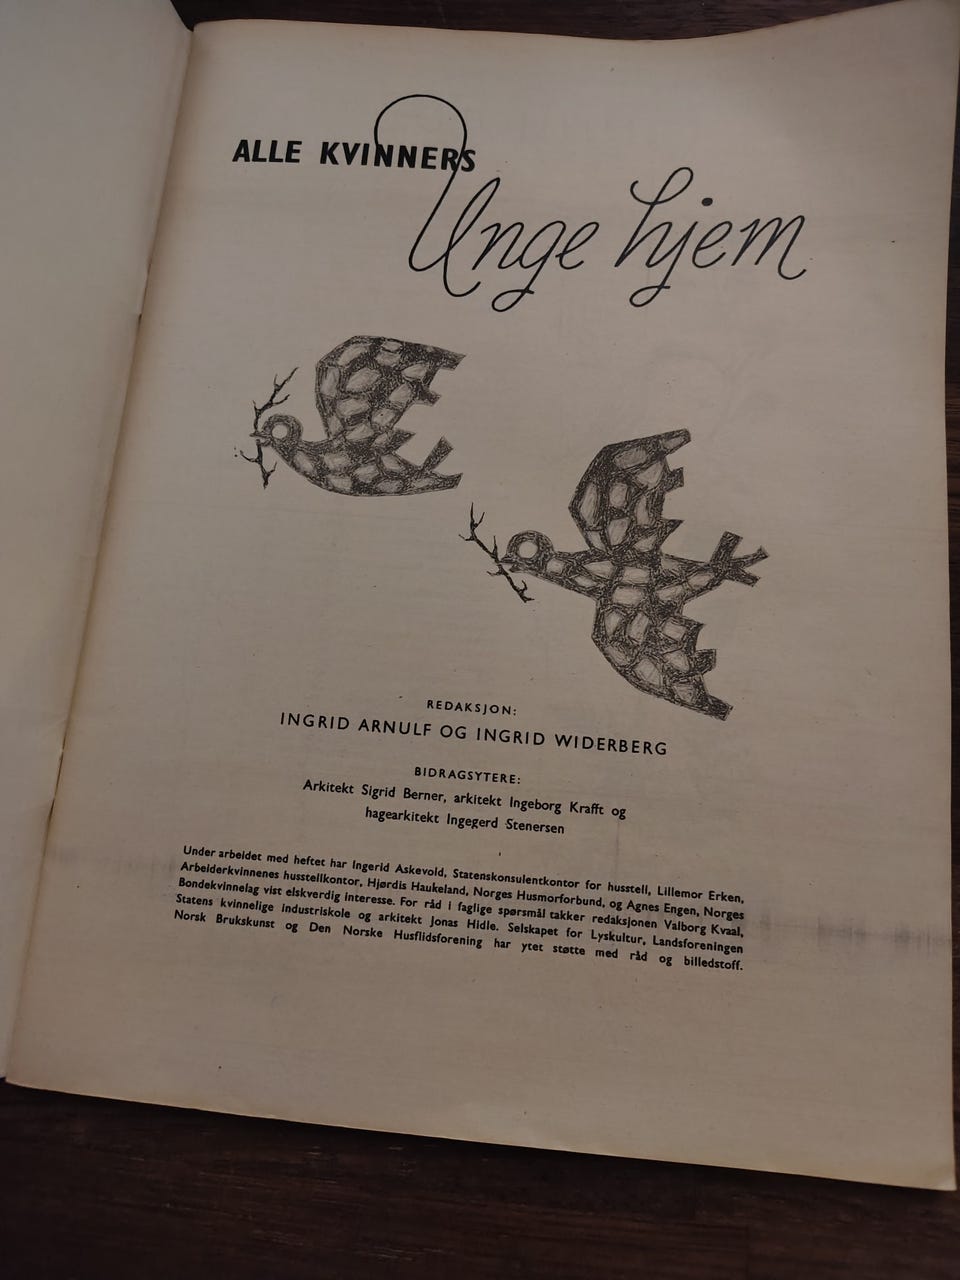 ALLE KVINNERS
Unge hjem
REDAKSJON:
INGRID ARNULF OG INGRID WIDERBERG
BIDRAGSYTERE:
Arkitekt Sigrid Berner, arkitekt Ingeborg Krafft og
hagearkitekt Ingegerd Stenersen
Under arbeidet med heftet har Ingerid Askevold, Statenskonsulentkontor for husstell, Lillemor Erken,
Arbeiderkvinnenes husstellkontor, Hjørdis Haukeland, Norges Husmorforbund, og Agnes Engen, Norges
Bondekvinnelag vist elskverdig interesse. For råd i faglige spørsmål takker redaksjonen Valborg Kvaal,
Statens kvinnelige Industriskole og arkitekt Jonas Hidle. Selskapet for Lyskultur, Landsforeningen
Norsk Brukskunst og Den Norske Husflidsforening har ytet støtte med råd og billedstoff.